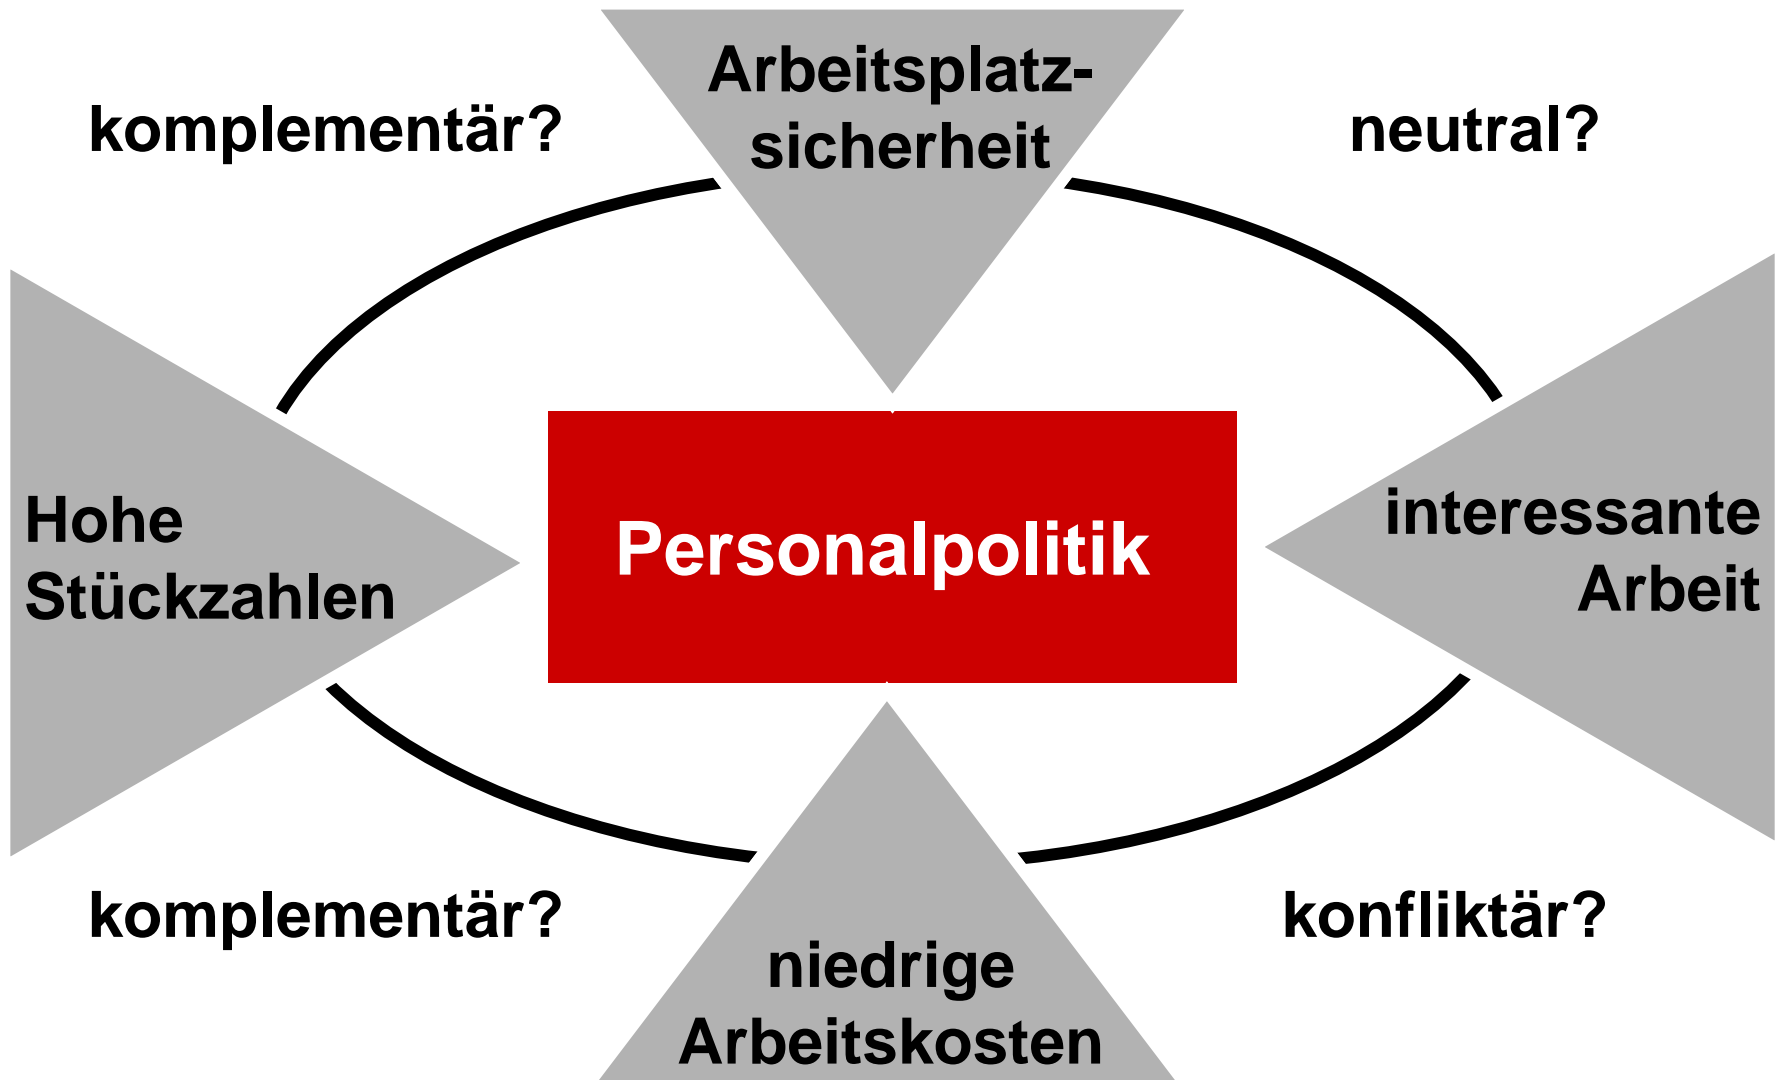 Arbeitsplatz-
sicherheit
komplementär?
neutral?
Hohe
Stückzahlen
Personalpolitik
interessante
Arbeit
komplementär?
konfliktär?
niedrige
Arbeitskosten